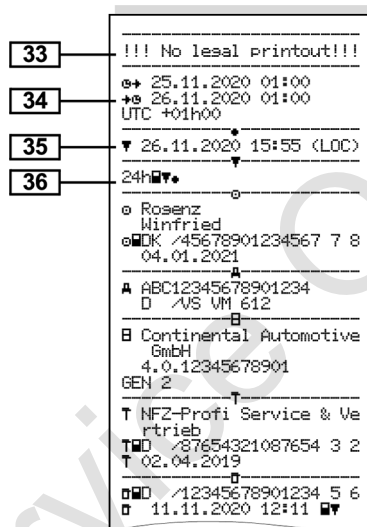 33
!!! No legal printout!!!
34
25.11.2020 01:00
26.11.2020 01:00
UTC +01h00
35
▼ 26.11.2020 15:55 (LOC)
36
24h
Rogenz
Winfried
DK /45678901234567 7 8
04.01.2021
A ABC12345678901234
D /VS VM 612
B Continental Automotive
GmbH
4.0.12345678901
GEN 2
T NFZ-Profi Service & Ve
rtrieb
T D /87654321087654 3 2
T 02.04.2019
D /12345678901234 5 6
11.11.2020 12:11
Service